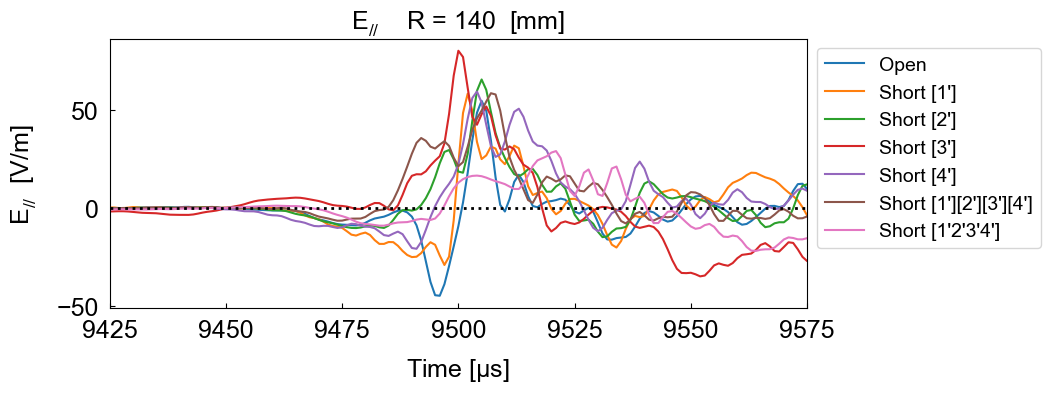 E// R = 140 [mm]
E// [V/m]
50
0
−50
9425 9450 9475 9500 9525 9550 9575
Time [µs]
Open
Short [1']
Short [2']
Short [3']
Short [4']
Short [1'][2'][3'][4']
Short [1'2'3'4']